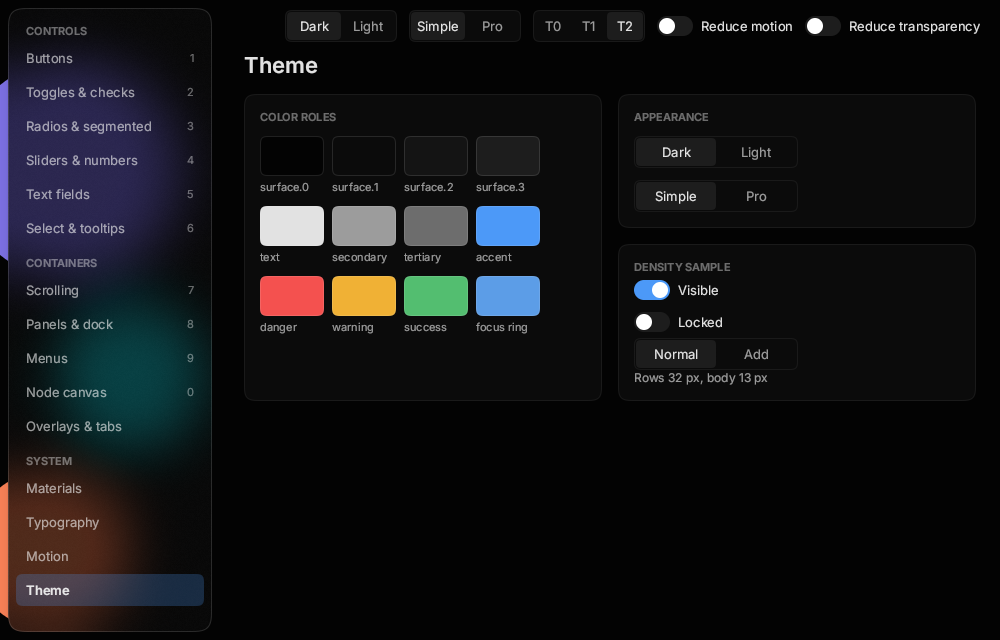 CONTROLS
Buttons 1
Toggles & checks 2
Radios & segmented 3
Sliders & numbers 4
Text fields 5
Select & tooltips 6
CONTAINERS
Scrolling 7
Panels & dock 8
Menus 9
Node canvas 0
Overlays & tabs
SYSTEM
Materials
Typography
Motion
Theme
Dark Light Simple Pro T0 T1 T2 Reduce motion Reduce transparency
Theme
COLOR ROLES
surface.0 surface.1 surface.2 surface.3
text secondary tertiary accent
danger warning success focus ring
APPEARANCE
Dark Light
Simple Pro
DENSITY SAMPLE
Visible
Locked
Normal Add
Rows 32 px, body 13 px